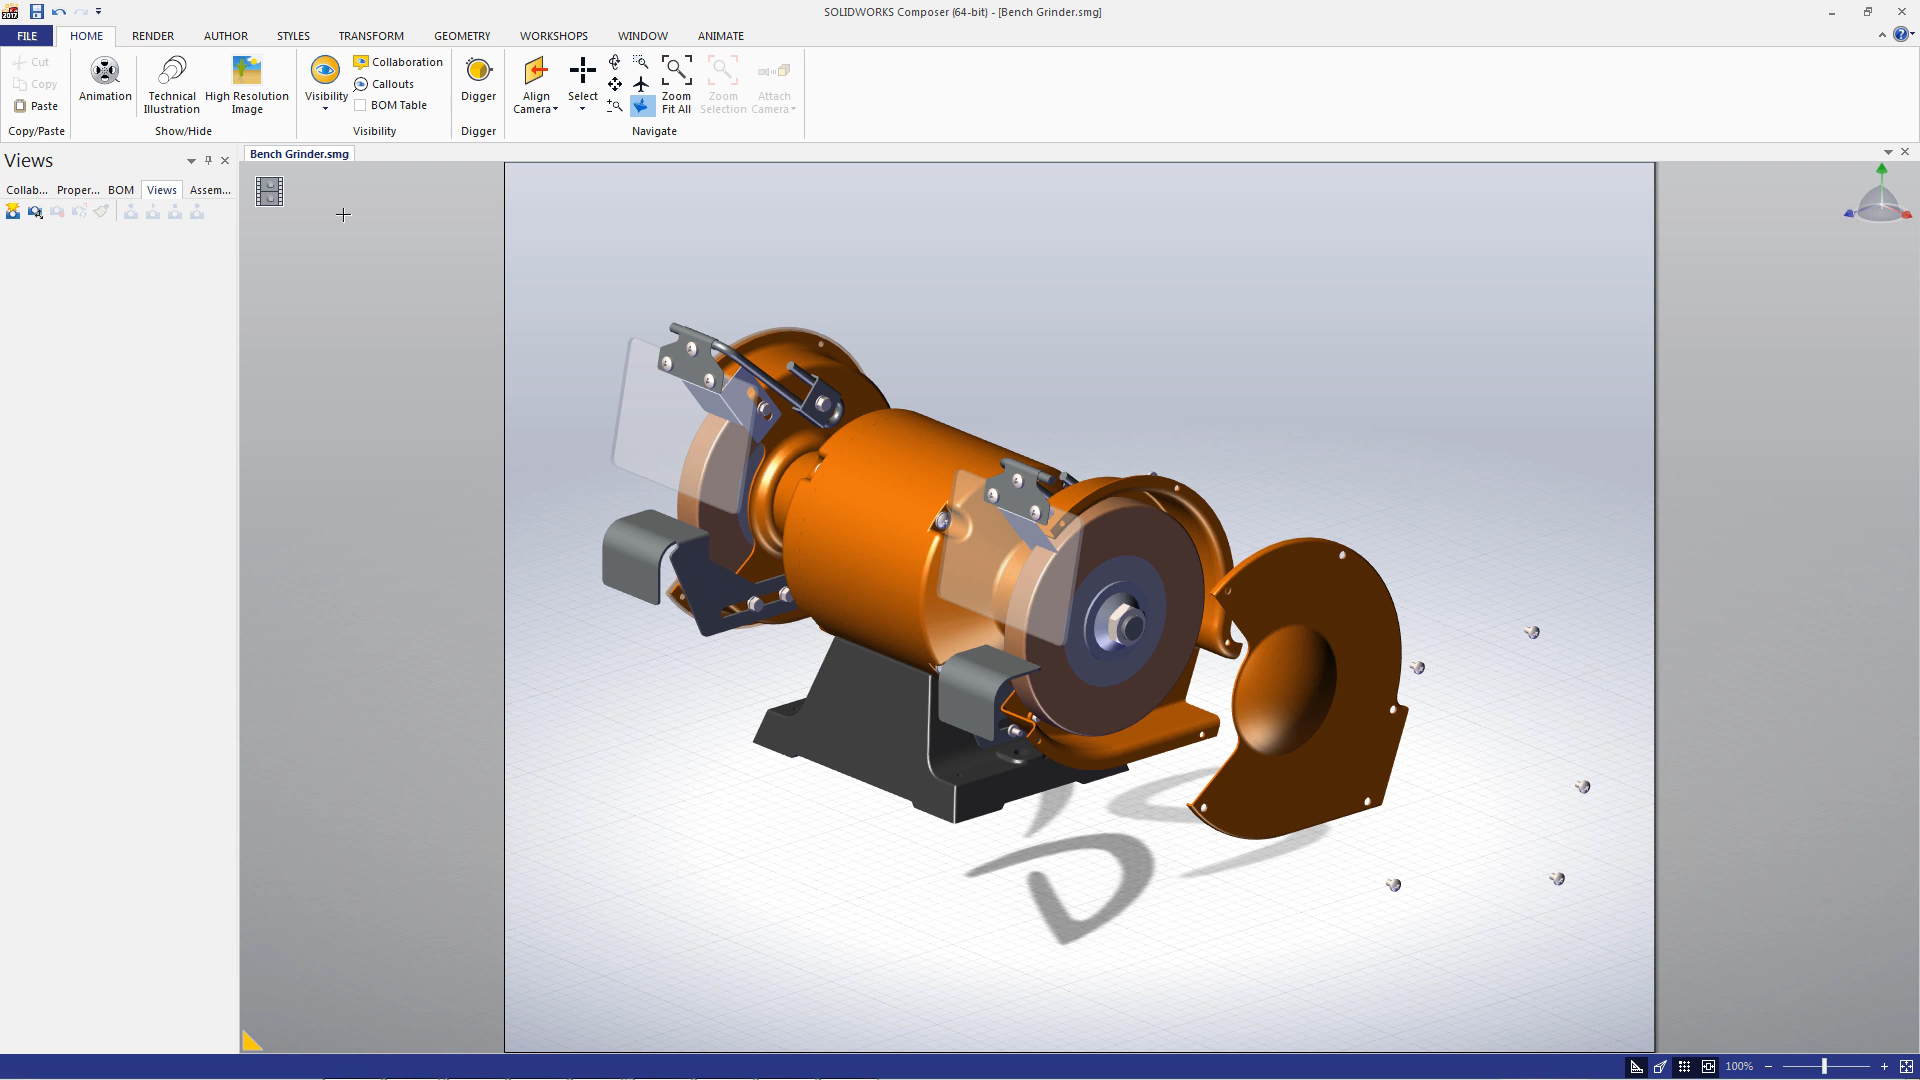 2017
SOLIDWORKS Composer (64-bit) - [Bench Grinder.smg]
FILE HOME RENDER AUTHOR STYLES TRANSFORM GEOMETRY WORKSHOPS WINDOW ANIMATE
Cut
Copy
Paste
Copy/Paste
Animation
Technical Illustration
High Resolution Image
Show/Hide
Visibility
Collaboration
Callouts
BOM Table
Visibility
Digger
Digger
Align Camera
Select
Zoom Fit All
Zoom Selection
Attach Camera
Navigate
Views
Collab... Proper... BOM Views Assem...
Bench Grinder.smg
100%